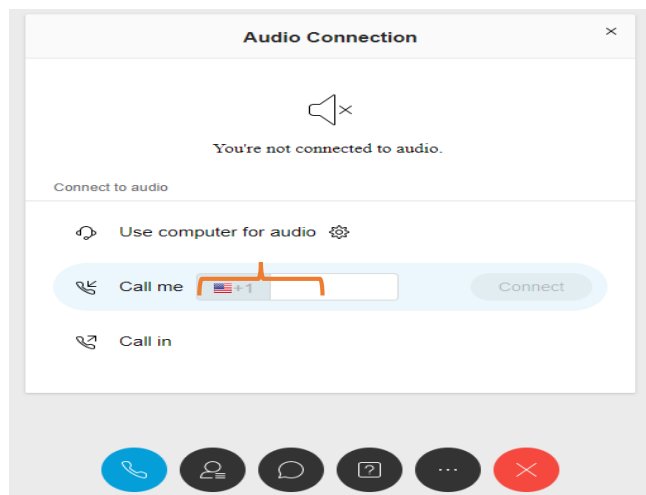 Audio Connection
You're not connected to audio.
Connect to audio
Use computer for audio
Call me +1 Connect
Call in